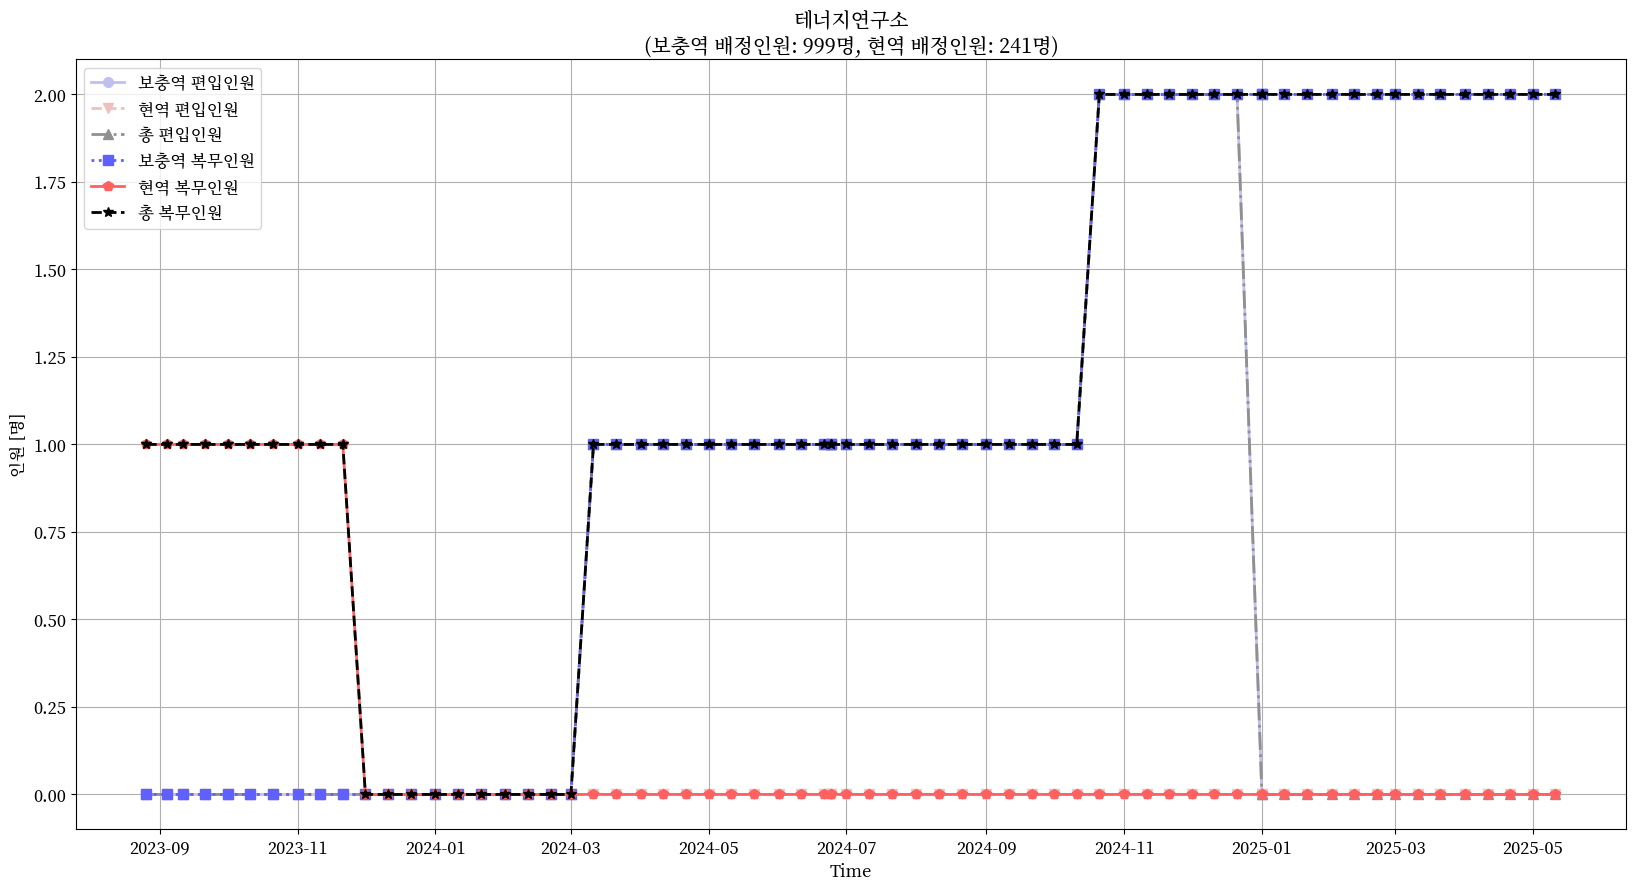 테너지연구소
(보충역 배정인원: 999명, 현역 배정인원: 241명)
보충역 편입인원
현역 편입인원
총 편입인원
보충역 복무인원
현역 복무인원
총 복무인원
2.00
1.75
1.50
1.25
1.00
0.75
0.50
0.25
0.00
인원 [명]
2023-09
2023-11
2024-01
2024-03
2024-05
2024-07
2024-09
2024-11
2025-01
2025-03
2025-05
Time